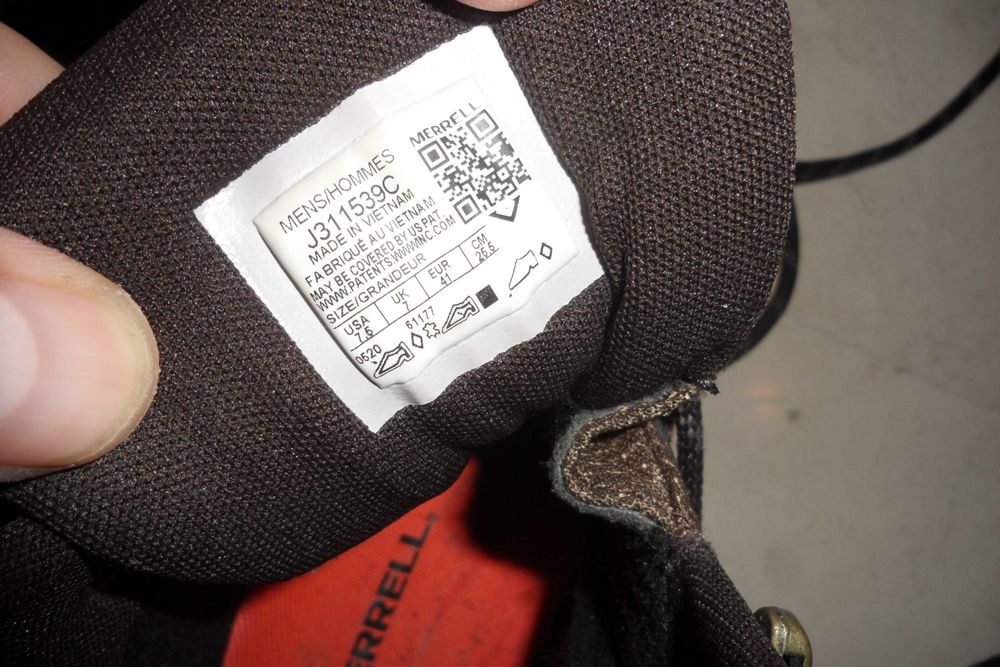 MERRELL
MENS/HOMMES
J311539C
MADE IN VIETNAM
FABRIQUÉ AU VIETNAM
MAY BE COVERED BY US PAT.
WWW.PATENTS.WWWINC.COM
SIZE/GRANDEUR
USA UK EUR CM
7.5 7 41 25.5
0520 61177
ERRELL